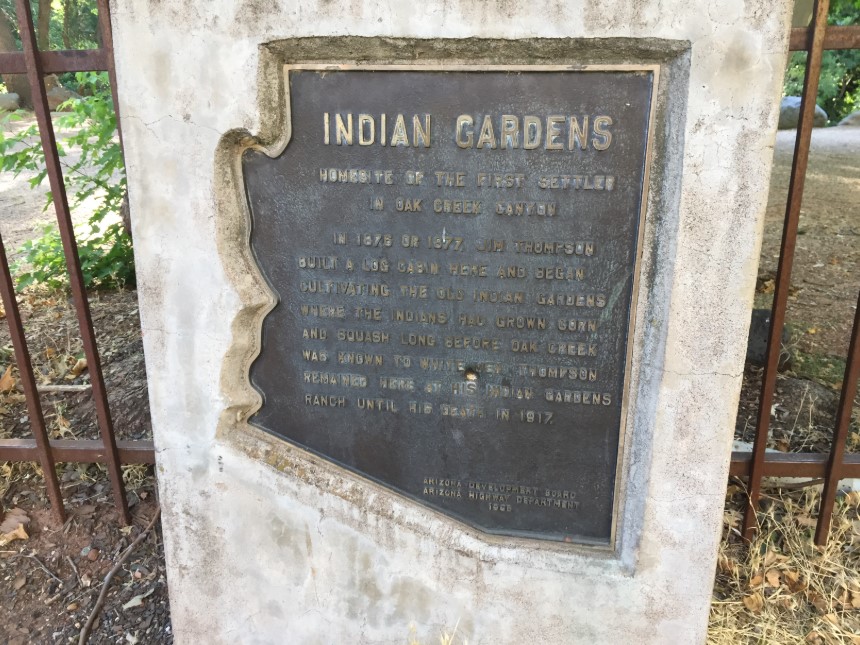 INDIAN GARDENS
HOMESITE OF THE FIRST SETTLER
IN OAK CREEK CANYON
IN 1876 OR 1877, JIM THOMPSON
BUILT A LOG CABIN HERE AND BEGAN
CULTIVATING THE OLD INDIAN GARDENS
WHERE THE INDIANS HAD GROWN CORN
AND SQUASH LONG BEFORE OAK CREEK
WAS KNOWN TO WHITE MEN. THOMPSON
REMAINED HERE AT HIS INDIAN GARDENS
RANCH UNTIL HIS DEATH IN 1917.
ARIZONA DEVELOPMENT BOARD
ARIZONA HIGHWAY DEPARTMENT